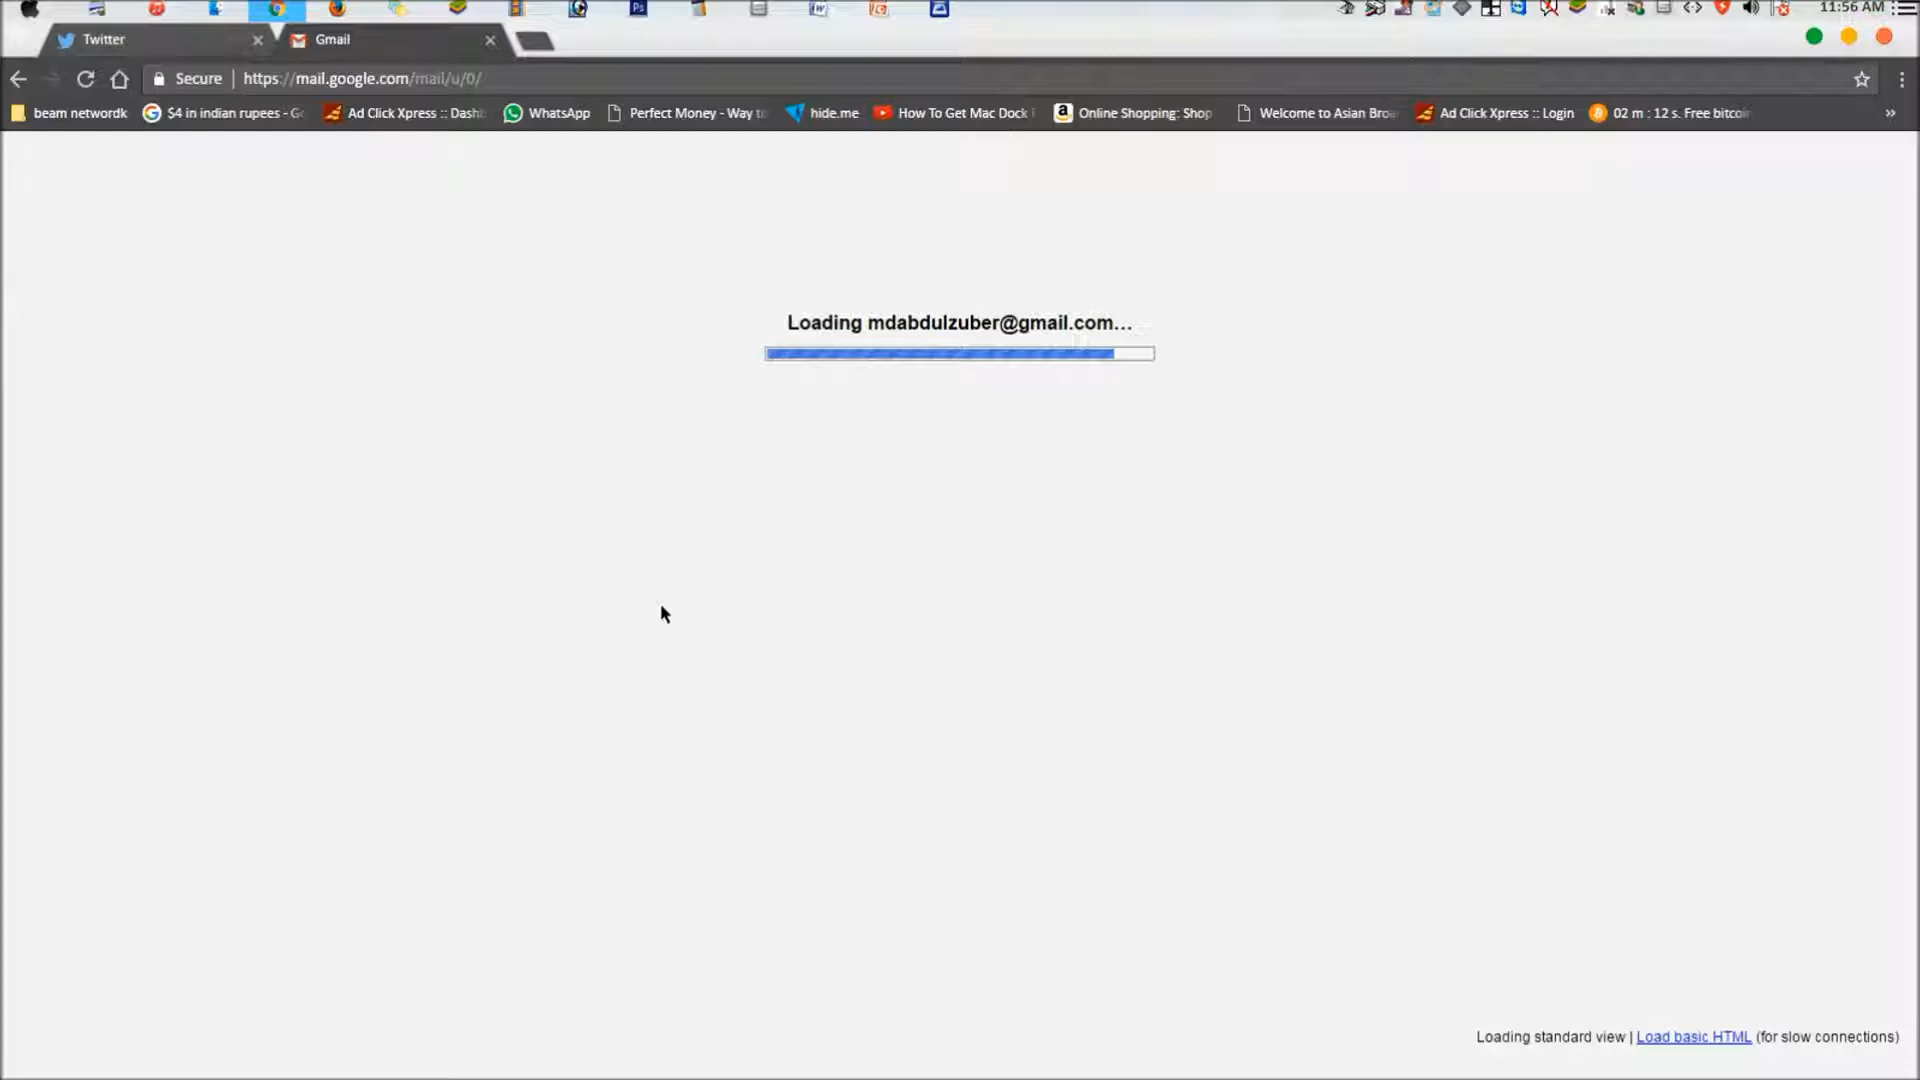 11:56 AM
Twitter
Gmail
Secure
https://mail.google.com/mail/u/0/
beam networdk
$4 in indian rupees - Go
Ad Click Xpress :: Dash
WhatsApp
Perfect Money - Way to
hide.me
How To Get Mac Dock
Online Shopping: Shop
Welcome to Asian Bro
Ad Click Xpress :: Login
02 m : 12 s. Free bitcoi
Loading mdabdulzuber@gmail.com...
Loading standard view | Load basic HTML (for slow connections)